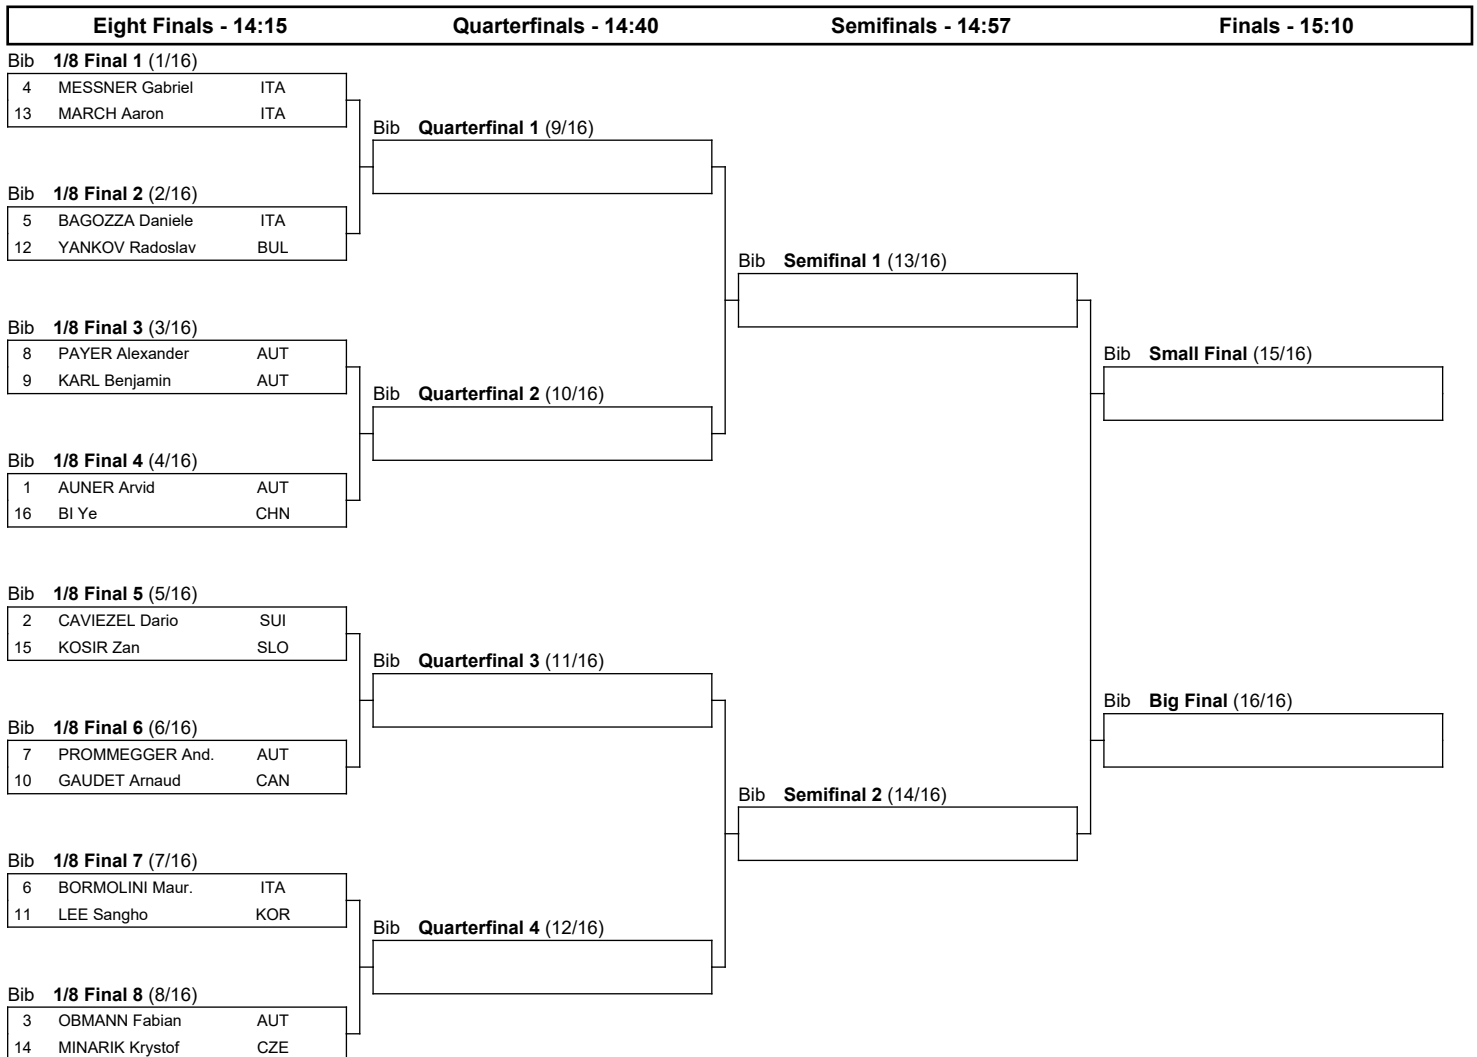 Eight Finals - 14:15 Quarterfinals - 14:40 Semifinals - 14:57 Finals - 15:10
Bib 1/8 Final 1 (1/16)
4 MESSNER Gabriel ITA
13 MARCH Aaron ITA
Bib Quarterfinal 1 (9/16)
Bib 1/8 Final 2 (2/16)
5 BAGOZZA Daniele ITA
12 YANKOV Radoslav BUL
Bib Semifinal 1 (13/16)
Bib 1/8 Final 3 (3/16)
8 PAYER Alexander AUT
9 KARL Benjamin AUT
Bib Small Final (15/16)
Bib Quarterfinal 2 (10/16)
Bib 1/8 Final 4 (4/16)
1 AUNER Arvid AUT
16 BI Ye CHN
Bib 1/8 Final 5 (5/16)
2 CAVIEZEL Dario SUI
15 KOSIR Zan SLO
Bib Quarterfinal 3 (11/16)
Bib Big Final (16/16)
Bib 1/8 Final 6 (6/16)
7 PROMMEGGER And. AUT
10 GAUDET Arnaud CAN
Bib Semifinal 2 (14/16)
Bib 1/8 Final 7 (7/16)
6 BORMOLINI Maur. ITA
11 LEE Sangho KOR
Bib Quarterfinal 4 (12/16)
Bib 1/8 Final 8 (8/16)
3 OBMANN Fabian AUT
14 MINARIK Krystof CZE